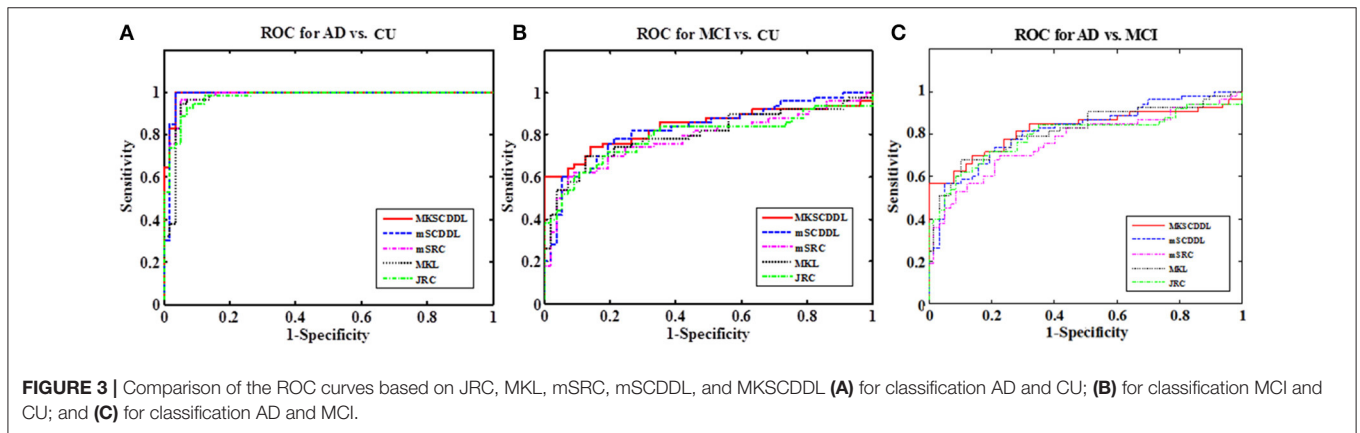 A
ROC for AD vs. CU
Sensitivity
1
0.8
0.6
0.4
0.2
0
0
0.2
0.4
0.6
0.8
1
1-Specificity
MKSCDDL
mSCDDL
mSRC
MKL
JRC
B
ROC for MCI vs. CU
Sensitivity
1
0.8
0.6
0.4
0.2
0
0
0.2
0.4
0.6
0.8
1
1-Specificity
MKSCDDL
mSCDDL
mSRC
MKL
JRC
C
ROC for AD vs. MCI
Sensitivity
1
0.8
0.6
0.4
0.2
0
0
0.2
0.4
0.6
0.8
1
1-Specificity
MKSCDDL
mSCDDL
mSRC
MKL
JRC
FIGURE 3 | Comparison of the ROC curves based on JRC, MKL, mSRC, mSCDDL, and MKSCDDL (A) for classification AD and CU; (B) for classification MCI and
CU; and (C) for classification AD and MCI.